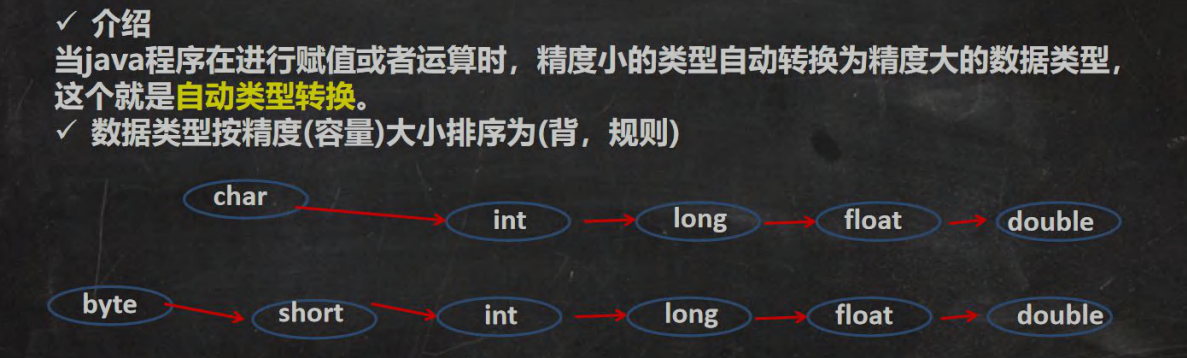 ✓ 介绍
当java程序在进行赋值或者运算时，精度小的类型自动转换为精度大的数据类型，
这个就是自动类型转换。
✓ 数据类型按精度(容量)大小排序为(背，规则)
char int long float double
byte short int long float double